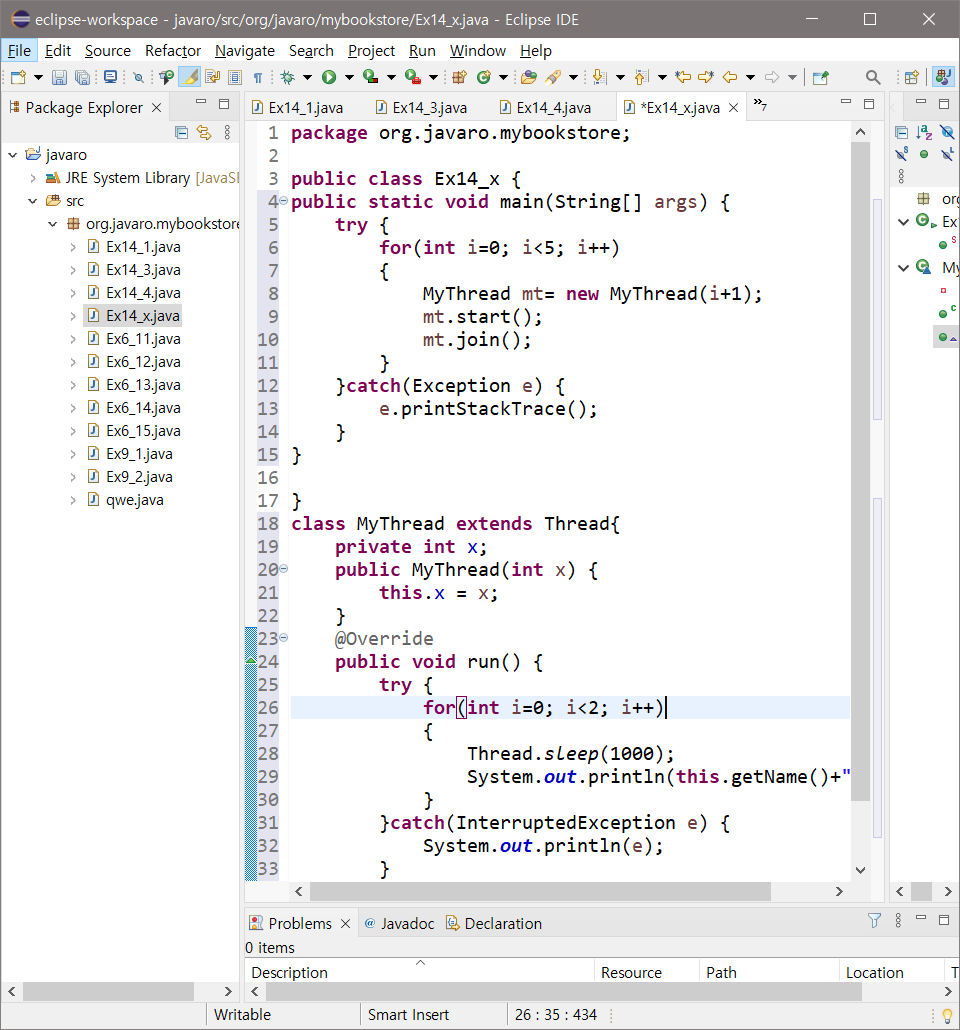 eclipse-workspace - javaro/src/org/javaro/mybookstore/Ex14_x.java - Eclipse IDE
File Edit Source Refactor Navigate Search Project Run Window Help
Package Explorer
javaro
JRE System Library [JavaSE
src
org.javaro.mybookstore
Ex14_1.java
Ex14_3.java
Ex14_4.java
Ex14_x.java
Ex6_11.java
Ex6_12.java
Ex6_13.java
Ex6_14.java
Ex6_15.java
Ex9_1.java
Ex9_2.java
qwe.java
Ex14_1.java Ex14_3.java Ex14_4.java *Ex14_x.java »7
1 package org.javaro.mybookstore;
2
3 public class Ex14_x {
4 public static void main(String[] args) {
5     try {
6         for(int i=0; i<5; i++)
7         {
8             MyThread mt= new MyThread(i+1);
9             mt.start();
10             mt.join();
11         }
12     }catch(Exception e) {
13         e.printStackTrace();
14     }
15 }
16
17 }
18 class MyThread extends Thread{
19     private int x;
20     public MyThread(int x) {
21         this.x = x;
22     }
23     @Override
24     public void run() {
25         try {
26             for(int i=0; i<2; i++)
27             {
28                 Thread.sleep(1000);
29                 System.out.println(this.getName()+"
30             }
31         }catch(InterruptedException e) {
32             System.out.println(e);
33         }
org
Ex
My
Problems Javadoc Declaration
0 items
Description Resource Path Location T
Writable Smart Insert 26 : 35 : 434